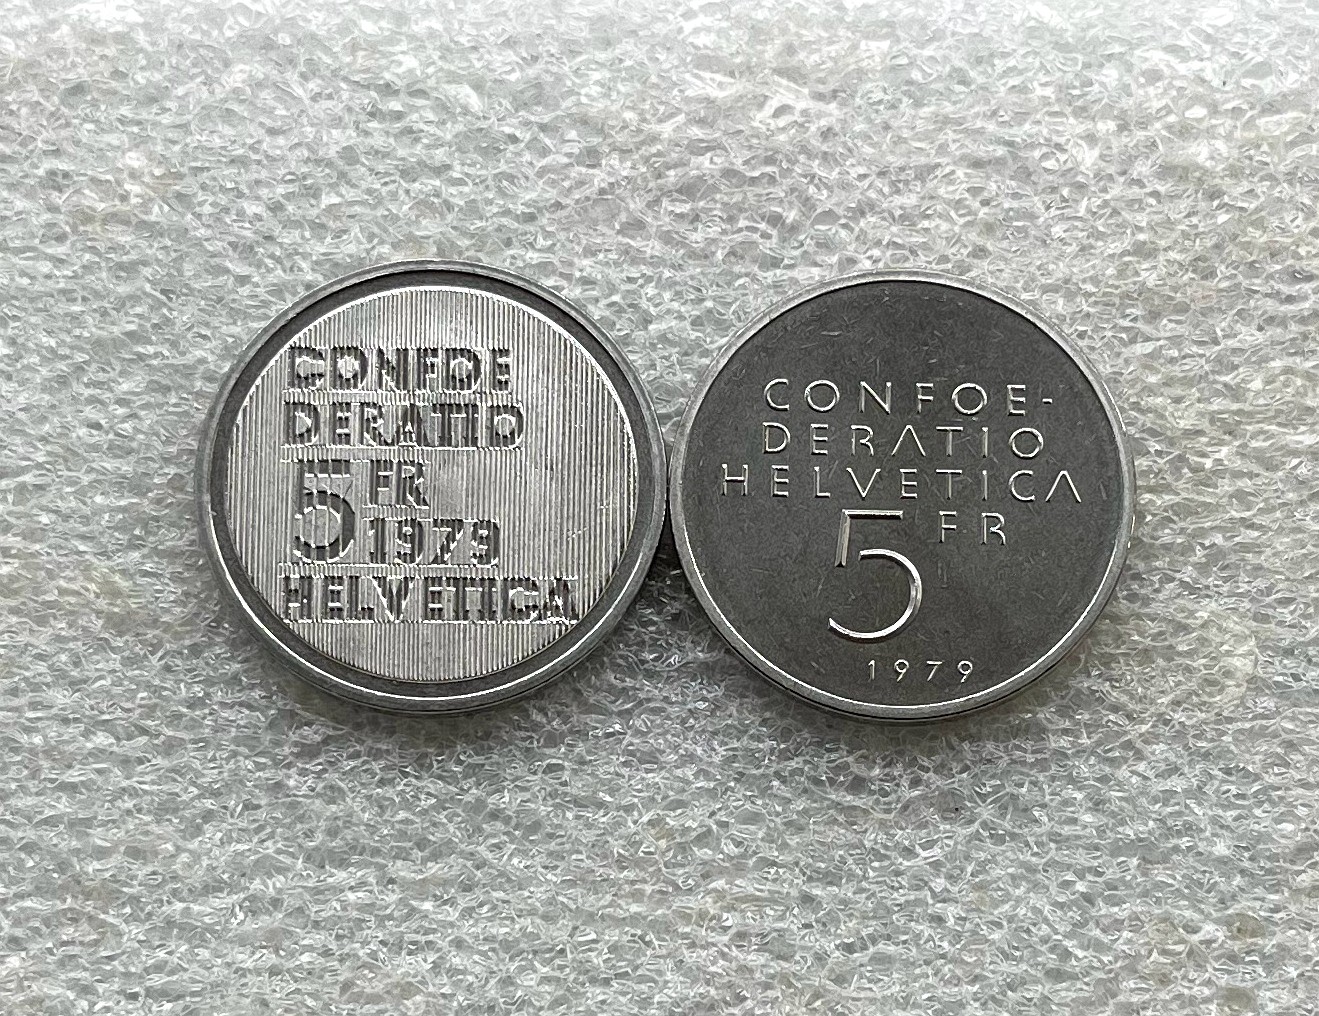 CONFOE
DERATIO
5 FR
1979
HELVETICA
CONFOE-
DERATIO
HELVETICA
5 FR
1979